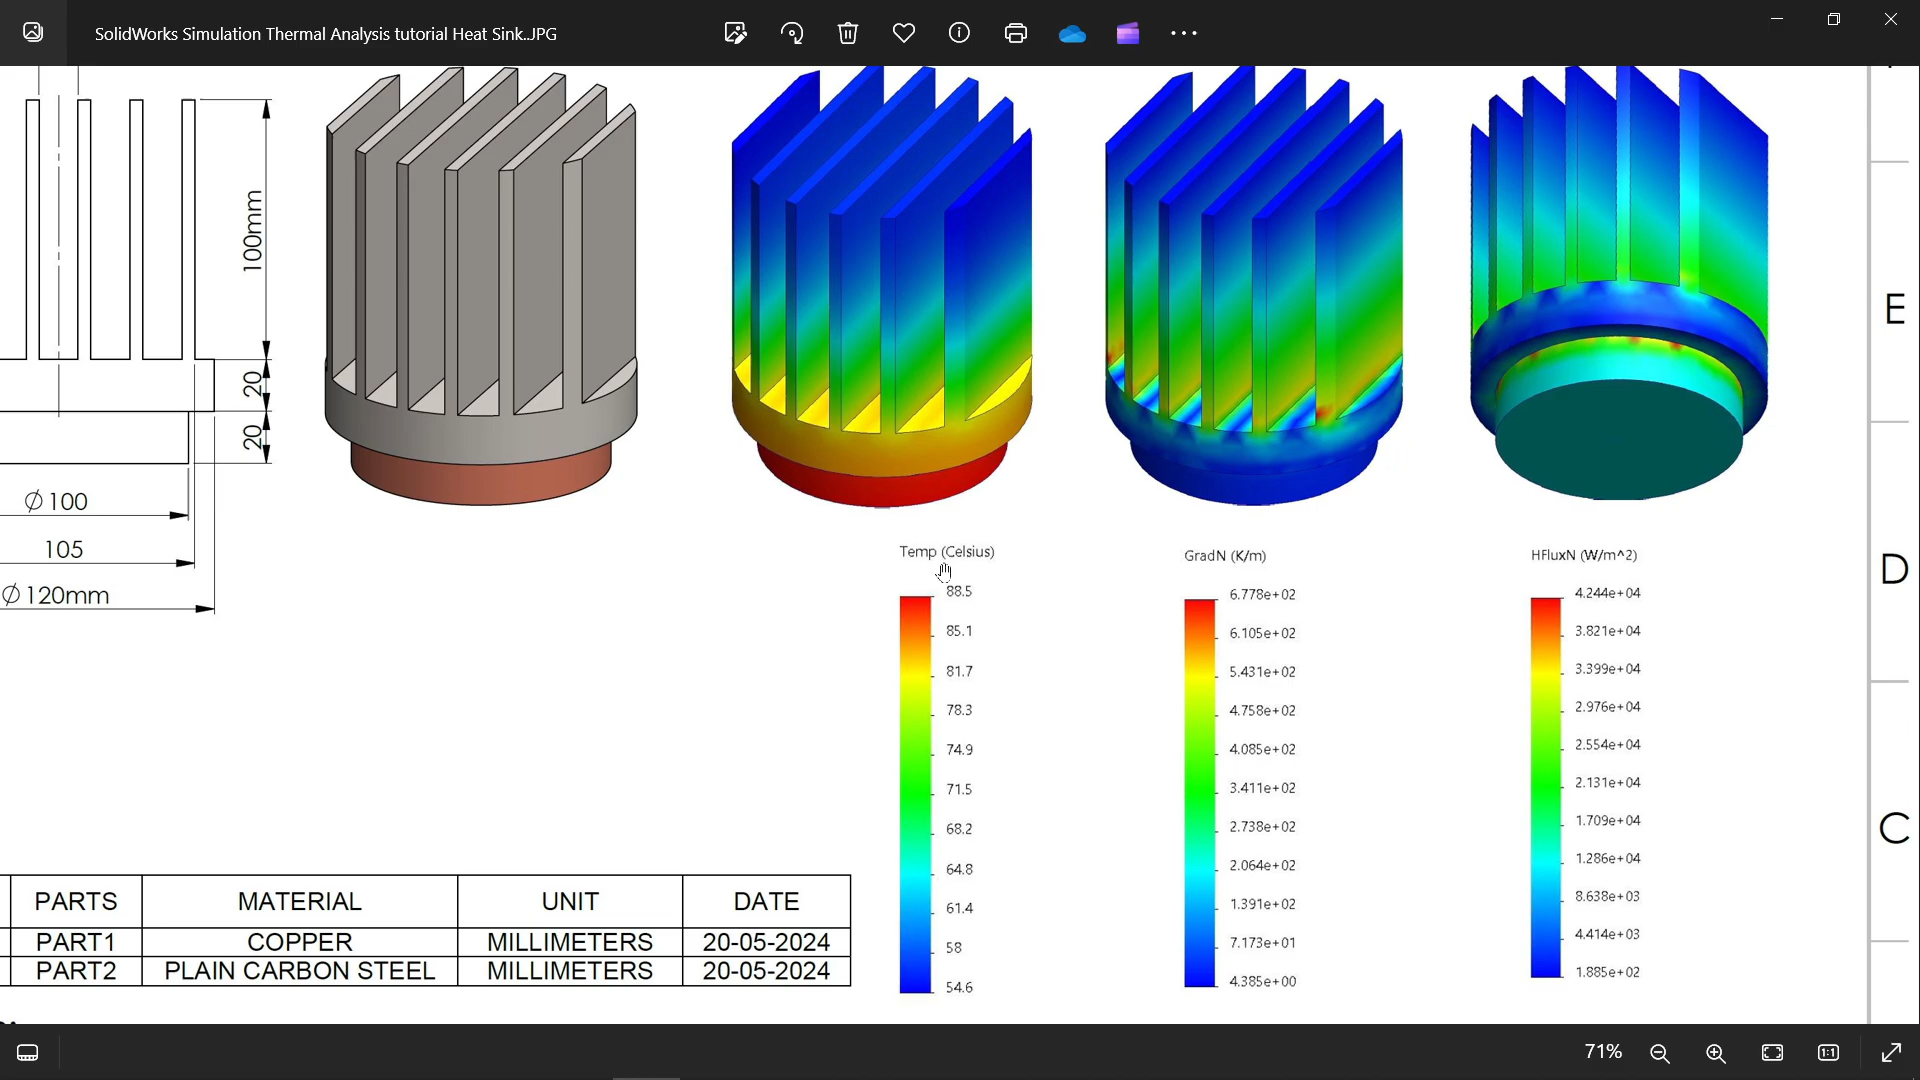 SolidWorks Simulation Thermal Analysis tutorial Heat Sink..JPG
100mm
20
20
∅100
105
∅120mm
E
D
C
Temp (Celsius)
88.5
85.1
81.7
78.3
74.9
71.5
68.2
64.8
61.4
58
54.6
GradN (K/m)
6.778e+02
6.105e+02
5.431e+02
4.758e+02
4.085e+02
3.411e+02
2.738e+02
2.064e+02
1.391e+02
7.173e+01
4.385e+00
HFluxN (W/m^2)
4.244e+04
3.821e+04
3.399e+04
2.976e+04
2.554e+04
2.131e+04
1.709e+04
1.286e+04
8.638e+03
4.414e+03
1.885e+02
PARTS MATERIAL UNIT DATE
PART1 COPPER MILLIMETERS 20-05-2024
PART2 PLAIN CARBON STEEL MILLIMETERS 20-05-2024
71%
1:1